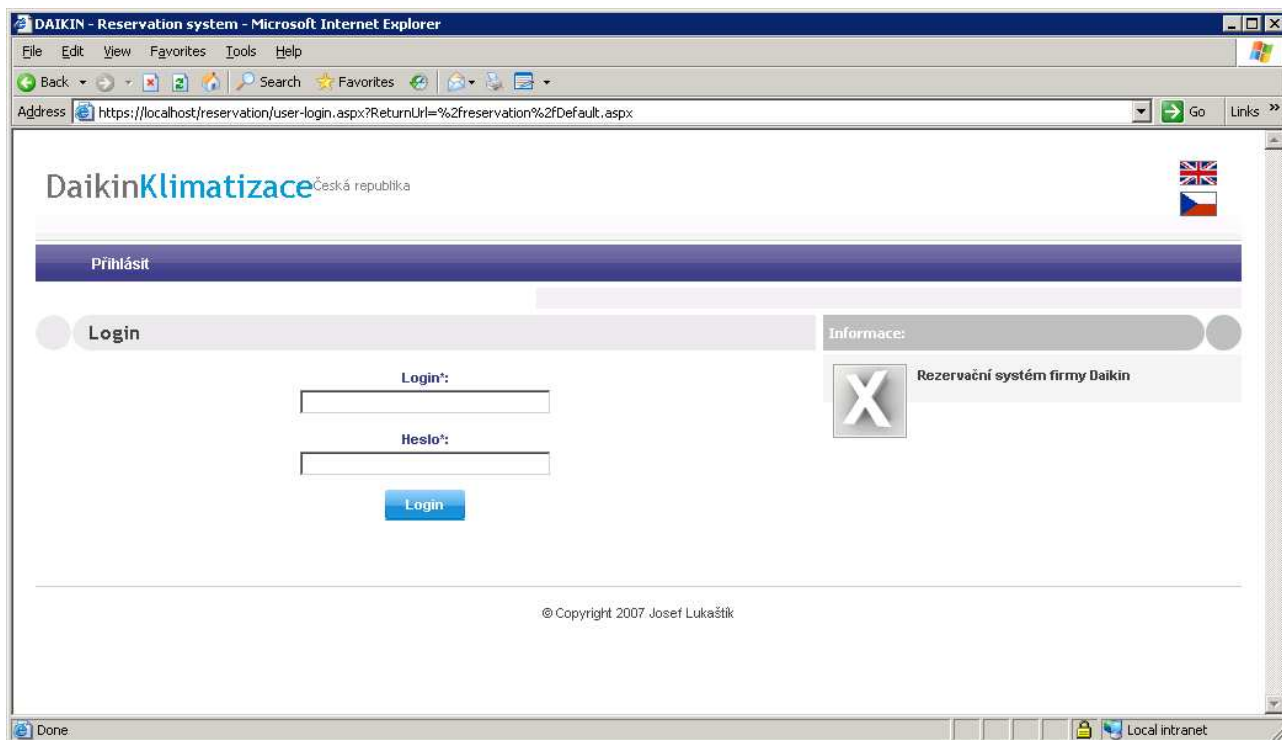 DAIKIN - Reservation system - Microsoft Internet Explorer
File Edit View Favorites Tools Help
Back Search Favorites
Address https://localhost/reservation/user-login.aspx?ReturnUrl=%2freservation%2fDefault.aspx Go Links »
DaikinKlimatizace Česká republika
Přihlásit
Login
Informace:
Login*:
X
Rezervační systém firmy Daikin
Heslo*:
Login
© Copyright 2007 Josef Lukaštík
Done Local intranet